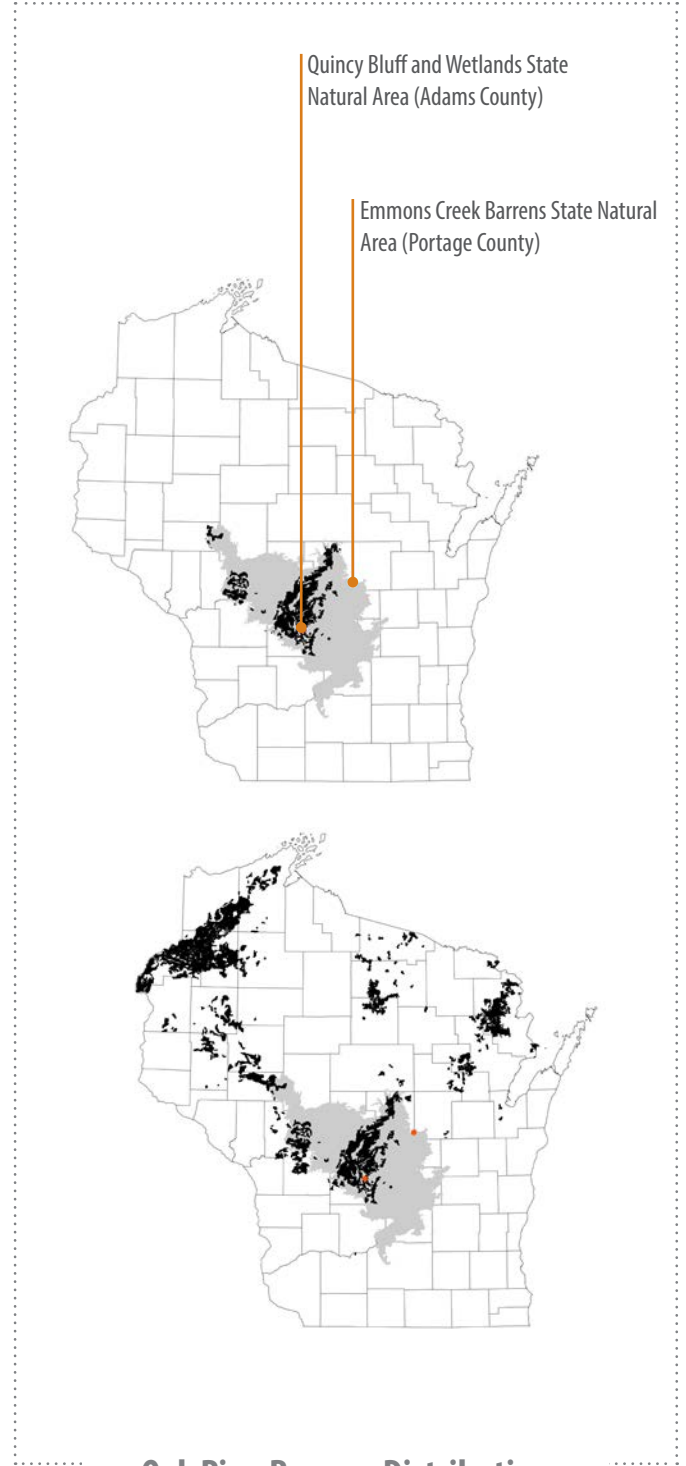 Quincy Bluff and Wetlands State
Natural Area (Adams County)
Emmons Creek Barrens State Natural
Area (Portage County)